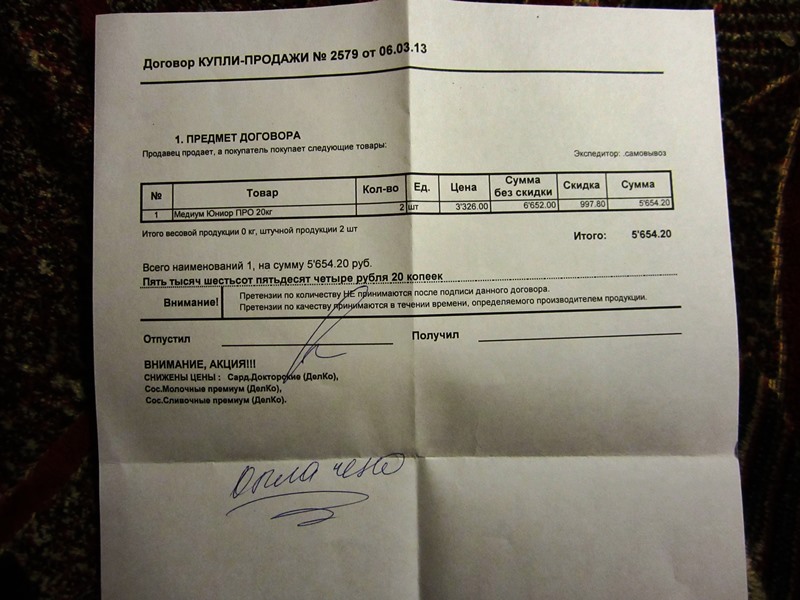 Договор КУПЛИ-ПРОДАЖИ № 2579 от 06.03.13
1. ПРЕДМЕТ ДОГОВОРА
Продавец продает, а покупатель покупает следующие товары:
Экспедитор: .самовывоз
№ Товар Кол-во Ед. Цена Сумма без скидки Скидка Сумма
1 Медиум Юниор ПРО 20кг 2 шт 3'326.00 6'652.00 997.80 5'654.20
Итого весовой продукции 0 кг, штучной продукции 2 шт
Итого: 5'654.20
Всего наименований 1, на сумму 5'654.20 руб.
Пять тысяч шестьсот пятьдесят четыре рубля 20 копеек
Внимание! Претензии по количеству НЕ принимаются после подписи данного договора.
Претензии по качеству принимаются в течении времени, определяемого производителем продукции.
Отпустил Получил
ВНИМАНИЕ, АКЦИЯ!!!
СНИЖЕНЫ ЦЕНЫ : Сард.Докторские (ДелКо),
Сос.Молочные премиум (ДелКо),
Сос.Сливочные премиум (ДелКо).
Оплачено